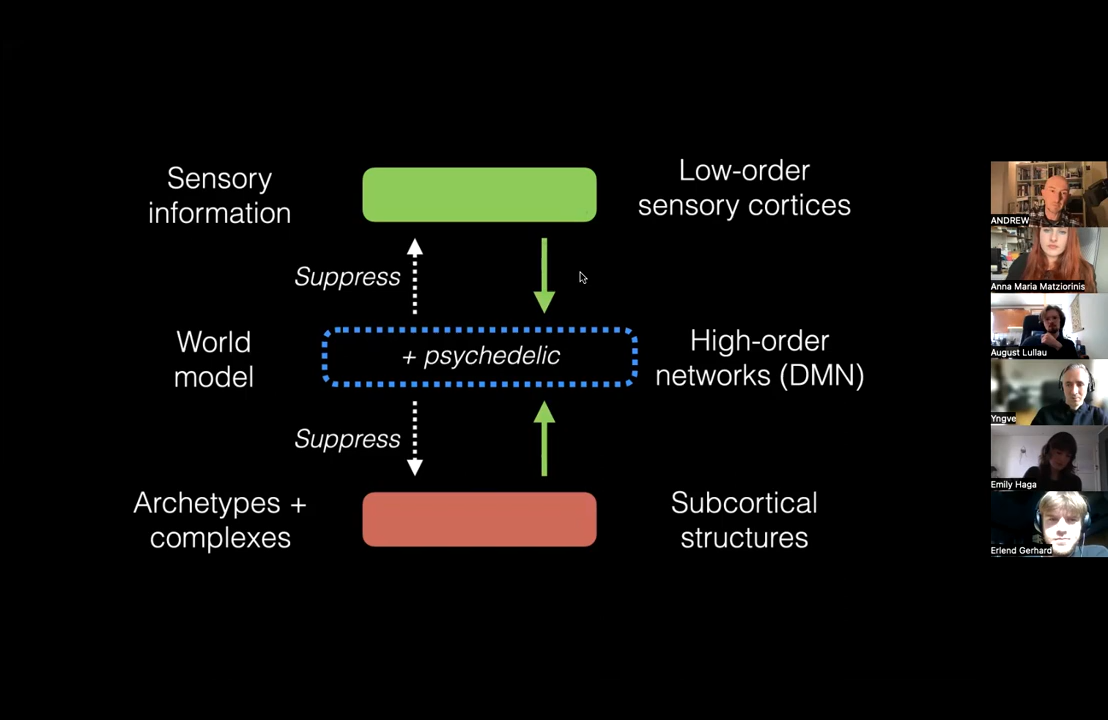 Sensory
information
Low-order
sensory cortices
Suppress
World
model
+ psychedelic
High-order
networks (DMN)
Suppress
Archetypes +
complexes
Subcortical
structures
ANDREW
Anna Maria Matziorinis
August Lullau
Yngve
Emily Haga
Erlend Gerhard